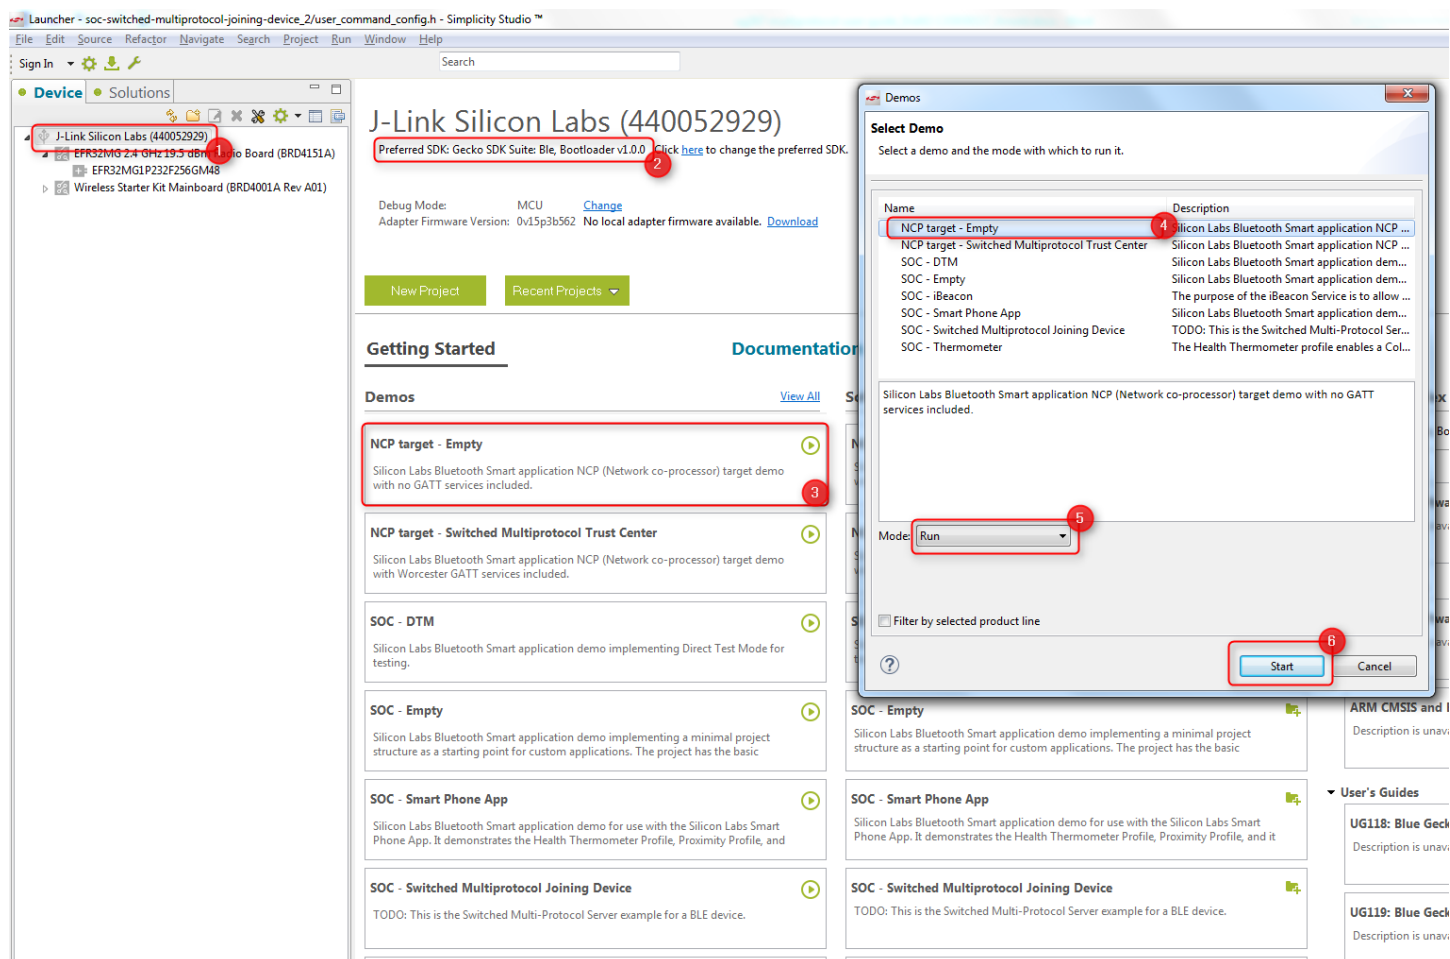 Launcher - soc-switched-multiprotocol-joining-device_2/user_command_config.h - Simplicity Studio ™
File Edit Source Refactor Navigate Search Project Run Window Help
Sign In
Search
Device
Solutions
J-Link Silicon Labs (440052929)
1
EFR32MG 2.4 GHz 19.5 dBm Radio Board (BRD4151A)
EFR32MG1P232F256GM48
Wireless Starter Kit Mainboard (BRD4001A Rev A01)
J-Link Silicon Labs (440052929)
Preferred SDK: Gecko SDK Suite: Ble, Bootloader v1.0.0 Click here to change the preferred SDK.
2
Debug Mode: MCU Change
Adapter Firmware Version: 0v15p3b562 No local adapter firmware available. Download
New Project
Recent Projects
Getting Started
Documentation
Demos
View All
NCP target - Empty
Silicon Labs Bluetooth Smart application NCP (Network co-processor) target demo
with no GATT services included.
3
NCP target - Switched Multiprotocol Trust Center
Silicon Labs Bluetooth Smart application NCP (Network co-processor) target demo
with Worcester GATT services included.
SOC - DTM
Silicon Labs Bluetooth Smart application demo implementing Direct Test Mode for
testing.
SOC - Empty
Silicon Labs Bluetooth Smart application demo implementing a minimal project
structure as a starting point for custom applications. The project has the basic
SOC - Smart Phone App
Silicon Labs Bluetooth Smart application demo for use with the Silicon Labs Smart
Phone App. It demonstrates the Health Thermometer Profile, Proximity Profile, and
SOC - Switched Multiprotocol Joining Device
TODO: This is the Switched Multi-Protocol Server example for a BLE device.
SOC - Empty
Silicon Labs Bluetooth Smart application demo implementing a minimal project
structure as a starting point for custom applications. The project has the basic
SOC - Smart Phone App
Silicon Labs Bluetooth Smart application demo for use with the Silicon Labs Smart
Phone App. It demonstrates the Health Thermometer Profile, Proximity Profile, and it
SOC - Switched Multiprotocol Joining Device
TODO: This is the Switched Multi-Protocol Server example for a BLE device.
ARM CMSIS and
Description is unav
User's Guides
UG118: Blue Geck
Description is unav
UG119: Blue Geck
Description is unav
Demos
Select Demo
Select a demo and the mode with which to run it.
Name Description
NCP target - Empty Silicon Labs Bluetooth Smart application NCP ...
4
NCP target - Switched Multiprotocol Trust Center Silicon Labs Bluetooth Smart application NCP ...
SOC - DTM Silicon Labs Bluetooth Smart application dem...
SOC - Empty Silicon Labs Bluetooth Smart application dem...
SOC - iBeacon The purpose of the iBeacon Service is to allow ...
SOC - Smart Phone App Silicon Labs Bluetooth Smart application dem...
SOC - Switched Multiprotocol Joining Device TODO: This is the Switched Multi-Protocol Ser...
SOC - Thermometer The Health Thermometer profile enables a Col...
Silicon Labs Bluetooth Smart application NCP (Network co-processor) target demo with no GATT
services included.
5
Mode: Run
Filter by selected product line
6
Start
Cancel